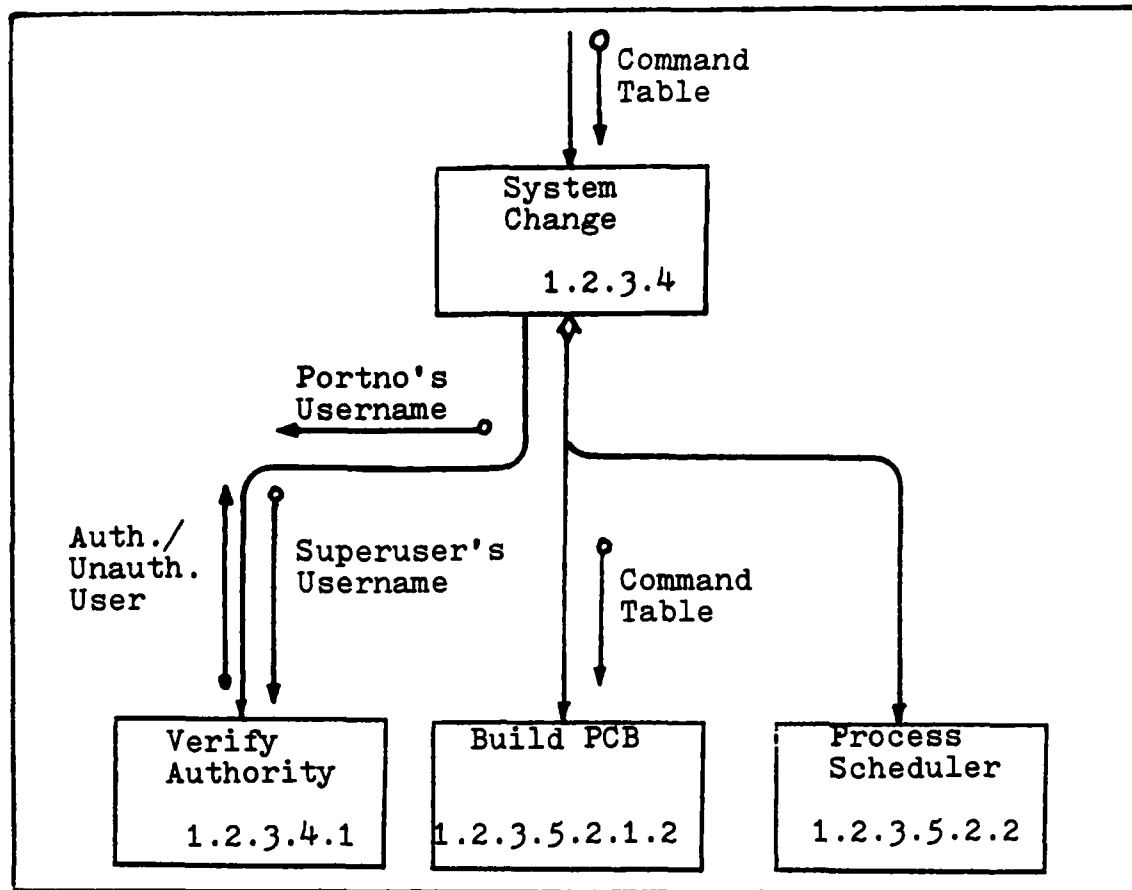 Command
Table
System
Change
1.2.3.4
Portno's
Username
Auth./
Unauth.
User
Superuser's
Username
Command
Table
Verify
Authority
1.2.3.4.1
Build PCB
1.2.3.5.2.1.2
Process
Scheduler
1.2.3.5.2.2